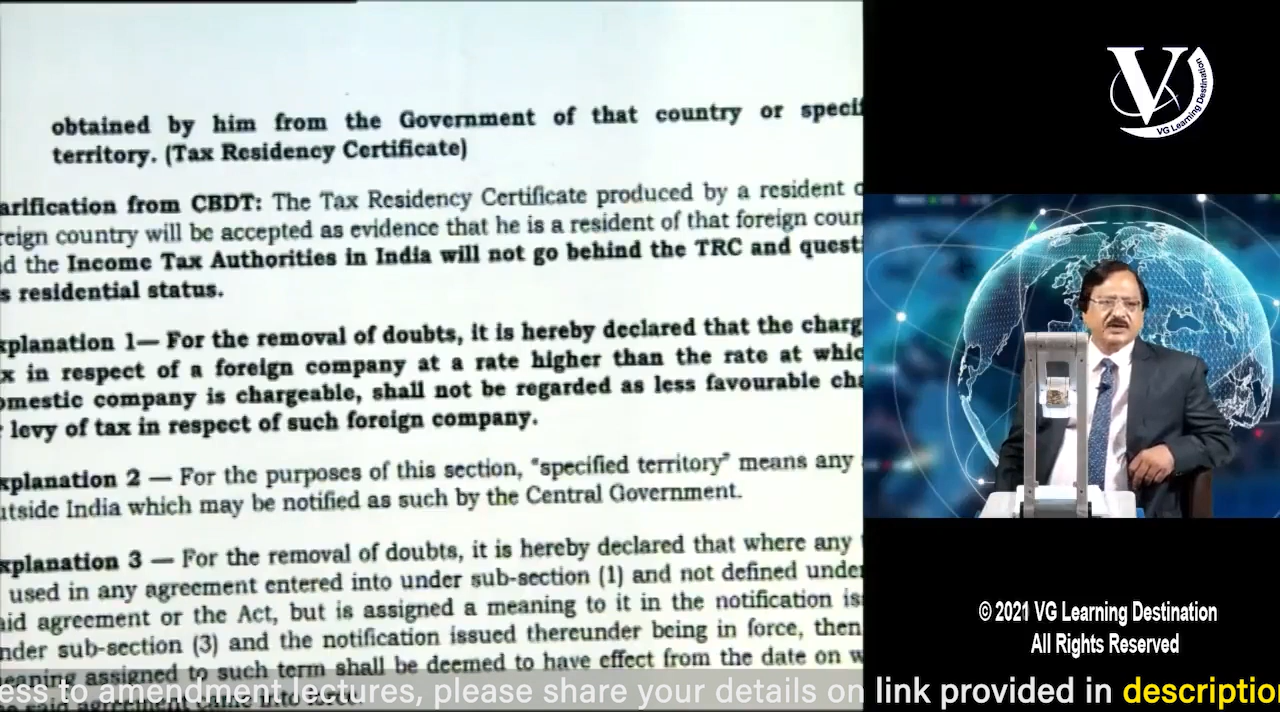 obtained by him from the Government of that country or specif
territory. (Tax Residency Certificate)
arification from CBDT: The Tax Residency Certificate produced by a resident o
reign country will be accepted as evidence that he is a resident of that foreign coun
d the Income Tax Authorities in India will not go behind the TRC and questi
s residential status.
xplanation 1— For the removal of doubts, it is hereby declared that the charg
x in respect of a foreign company at a rate higher than the rate at whic
omestic company is chargeable, shall not be regarded as less favourable cha
r levy of tax in respect of such foreign company.
xplanation 2 — For the purposes of this section, "specified territory" means any
utside India which may be notified as such by the Central Government.
xplanation 3 — For the removal of doubts, it is hereby declared that where any
used in any agreement entered into under sub-section (1) and not defined under
aid agreement or the Act, but is assigned a meaning to it in the notification is
nder sub-section (3) and the notification issued thereunder being in force, then
meaning assigned to such term shall be deemed to have effect from the date on w
said agreement came into force.
ess to amendment lectures, please share your details on link provided in description
V
VG Learning Destination
© 2021 VG Learning Destination
All Rights Reserved